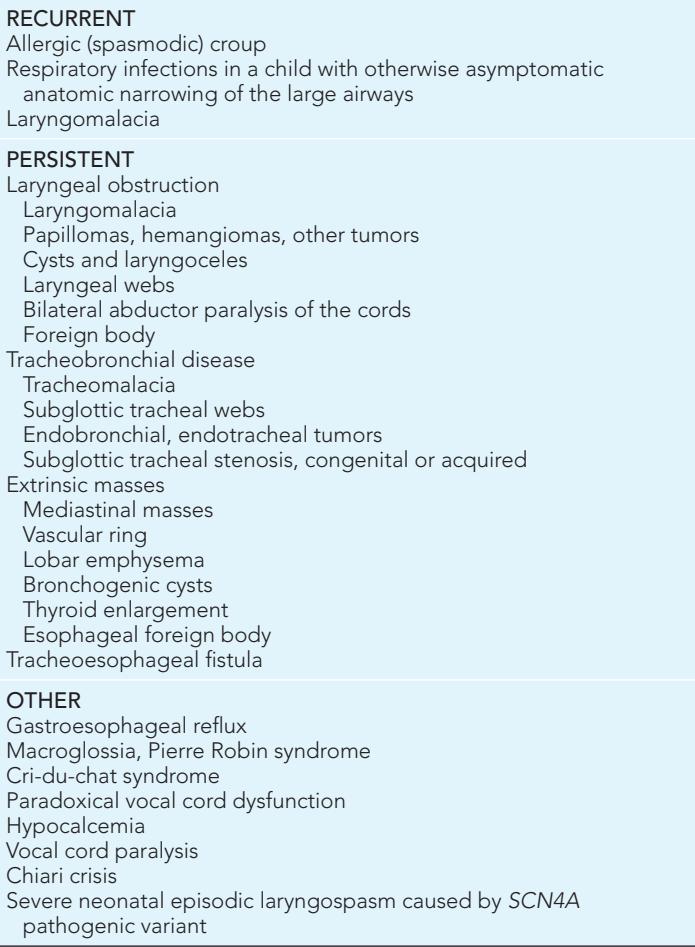 RECURRENT
Allergic (spasmodic) croup
Respiratory infections in a child with otherwise asymptomatic
anatomic narrowing of the large airways
Laryngomalacia
PERSISTENT
Laryngeal obstruction
Laryngomalacia
Papillomas, hemangiomas, other tumors
Cysts and laryngoceles
Laryngeal webs
Bilateral abductor paralysis of the cords
Foreign body
Tracheobronchial disease
Tracheomalacia
Subglottic tracheal webs
Endobronchial, endotracheal tumors
Subglottic tracheal stenosis, congenital or acquired
Extrinsic masses
Mediastinal masses
Vascular ring
Lobar emphysema
Bronchogenic cysts
Thyroid enlargement
Esophageal foreign body
Tracheoesophageal fistula
OTHER
Gastroesophageal reflux
Macroglossia, Pierre Robin syndrome
Cri-du-chat syndrome
Paradoxical vocal cord dysfunction
Hypocalcemia
Vocal cord paralysis
Chiari crisis
Severe neonatal episodic laryngospasm caused by SCN4A
pathogenic variant